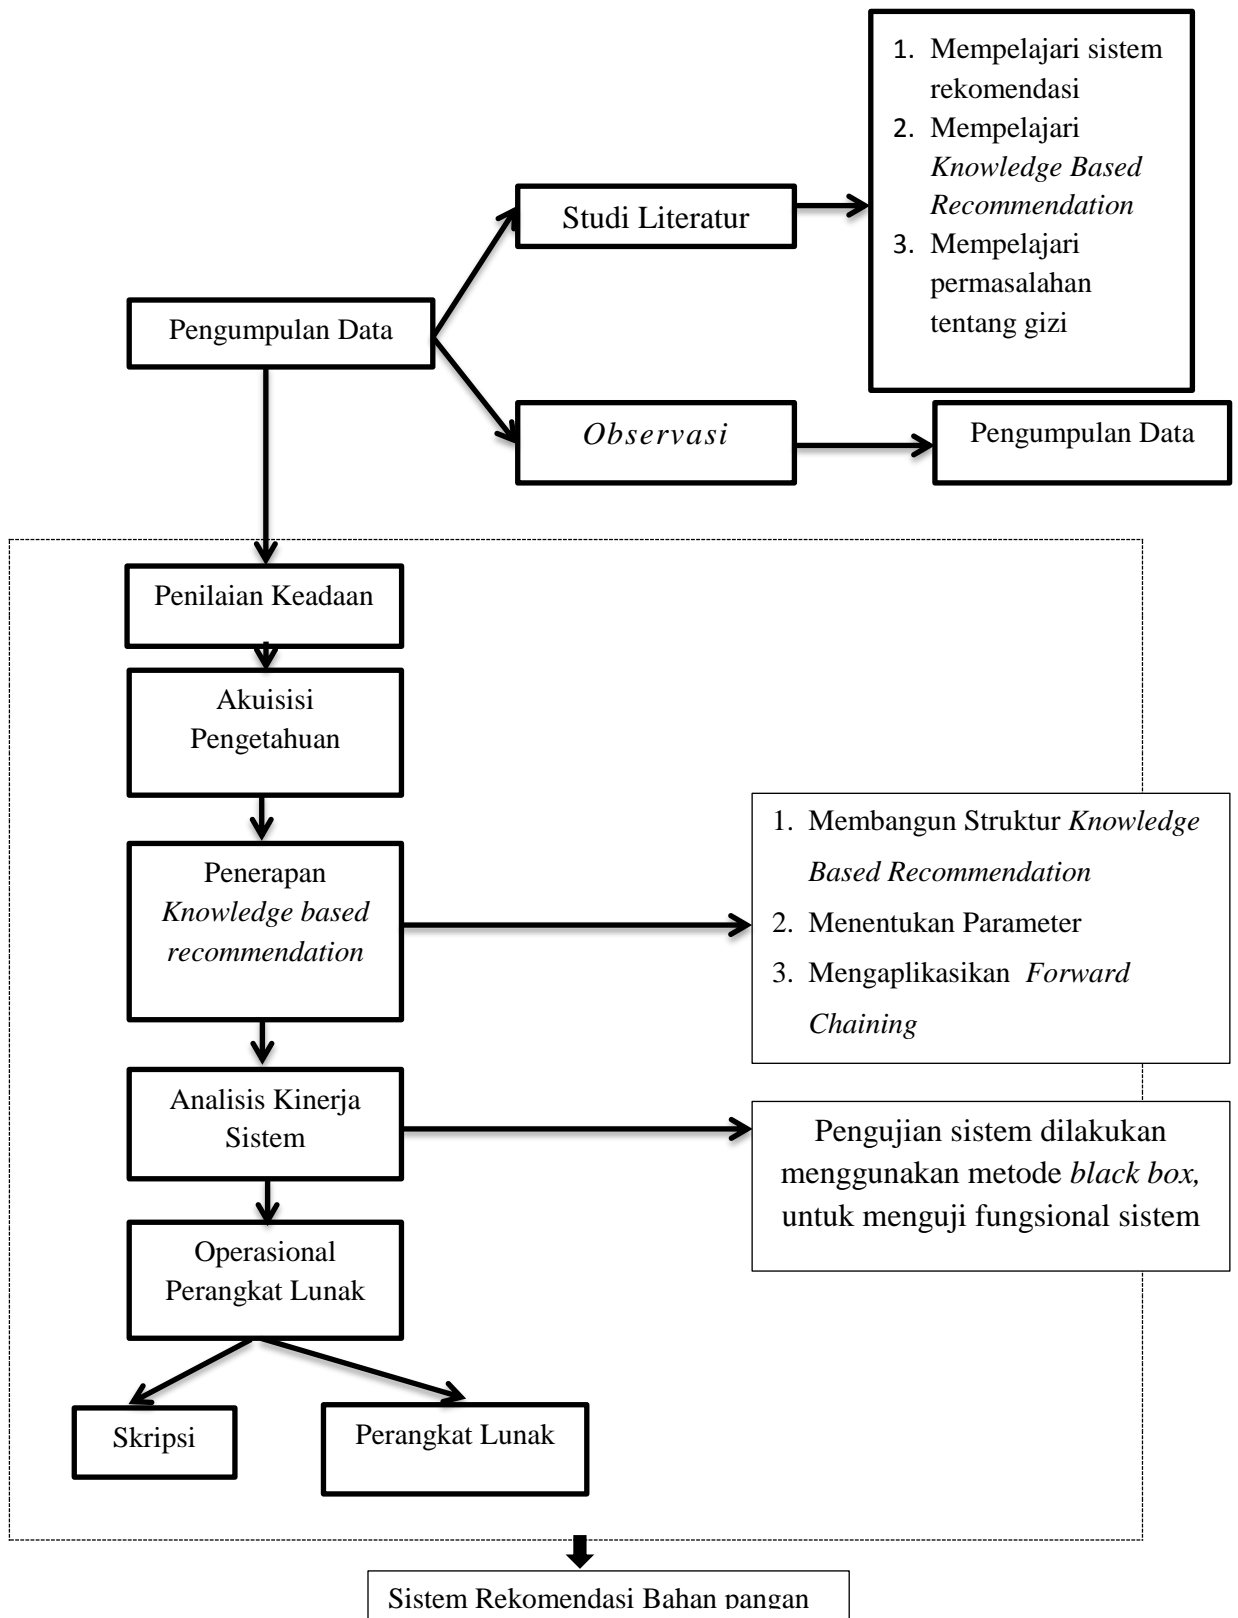 1. Mempelajari sistem
rekomendasi
2. Mempelajari
Knowledge Based
Recommendation
3. Mempelajari
permasalahan
tentang gizi
Studi Literatur
Pengumpulan Data
Observasi
Pengumpulan Data
Penilaian Keadaan
Akuisisi
Pengetahuan
Penerapan
Knowledge based
recommendation
1. Membangun Struktur Knowledge
Based Recommendation
2. Menentukan Parameter
3. Mengaplikasikan Forward
Chaining
Analisis Kinerja
Sistem
Pengujian sistem dilakukan
menggunakan metode black box,
untuk menguji fungsional sistem
Operasional
Perangkat Lunak
Skripsi
Perangkat Lunak
Sistem Rekomendasi Bahan pangan